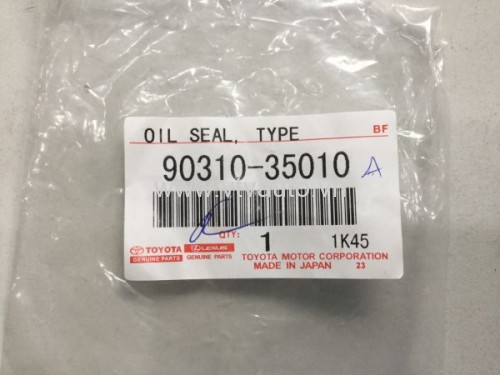 OIL SEAL, TYPE BF
90310-35010 A
QTY: 1 1K45
TOYOTA LEXUS TOYOTA MOTOR CORPORATION
GENUINE PARTS GENUINE PARTS MADE IN JAPAN 23